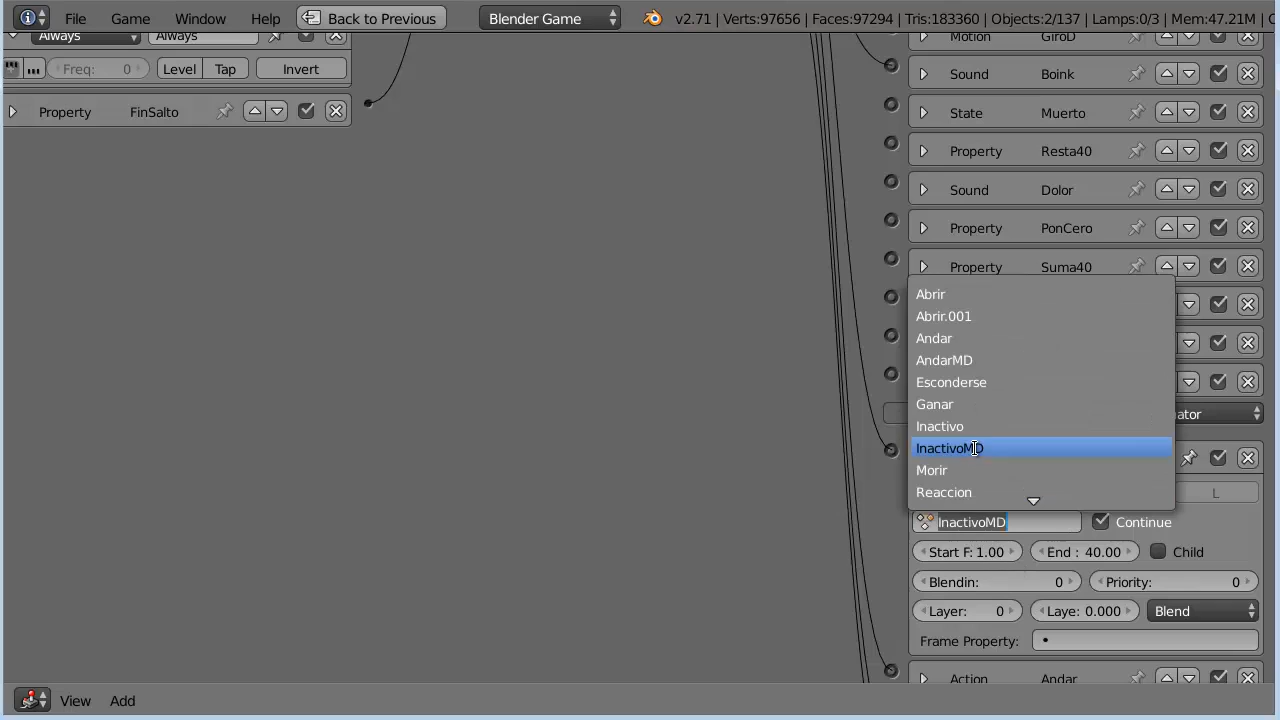 File Game Window Help Back to Previous Blender Game v2.71 | Verts:97656 | Faces:97294 | Tris:183360 | Objects:2/137 | Lamps:0/3 | Mem:47.21M |
Always Always
Freq: 0 Level Tap Invert
Property FinSalto
Motion GiroD
Sound Boink
State Muerto
Property Resta40
Sound Dolor
Property PonCero
Property Suma40
Abrir
Abrir.001
Andar
AndarMD
Esconderse
Ganar
Inactivo
InactivoMD
Morir
Reaccion
ator
L
InactivoMD Continue
Start F: 1.00 End : 40.00 Child
Blendin: 0 Priority: 0
Layer: 0 Laye: 0.000 Blend
Frame Property:
Action Andar
View Add